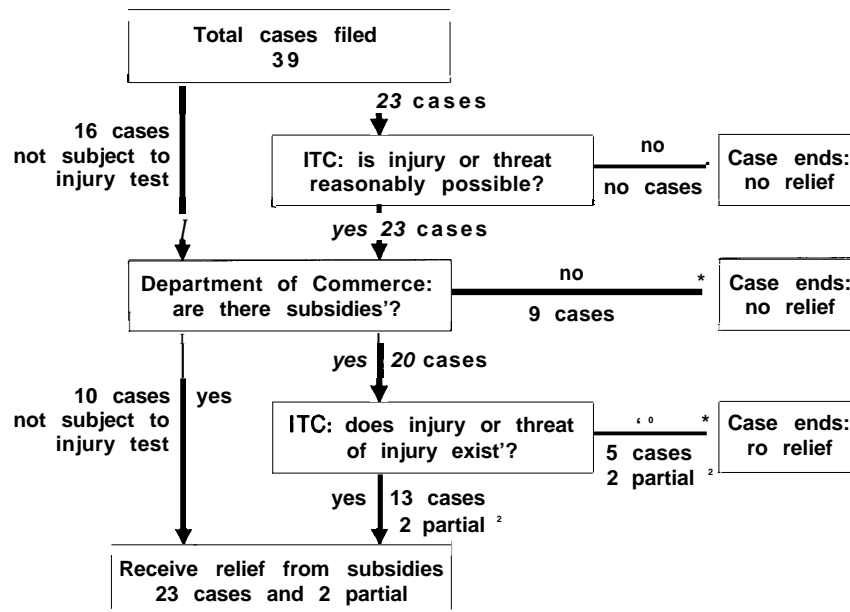 Total cases filed
39
23 cases
16 cases
not subject to
injury test
ITC: is injury or threat
reasonably possible?
no
no cases
Case ends:
no relief
yes 23 cases
Department of Commerce:
are there subsidies'?
no
*
9 cases
Case ends:
no relief
yes 20 cases
10 cases
not subject to
injury test
yes
ITC: does injury or threat
of injury exist'?
*
5 cases
2 partial ²
Case ends:
ro relief
yes 13 cases
2 partial ²
Receive relief from subsidies
23 cases and 2 partial